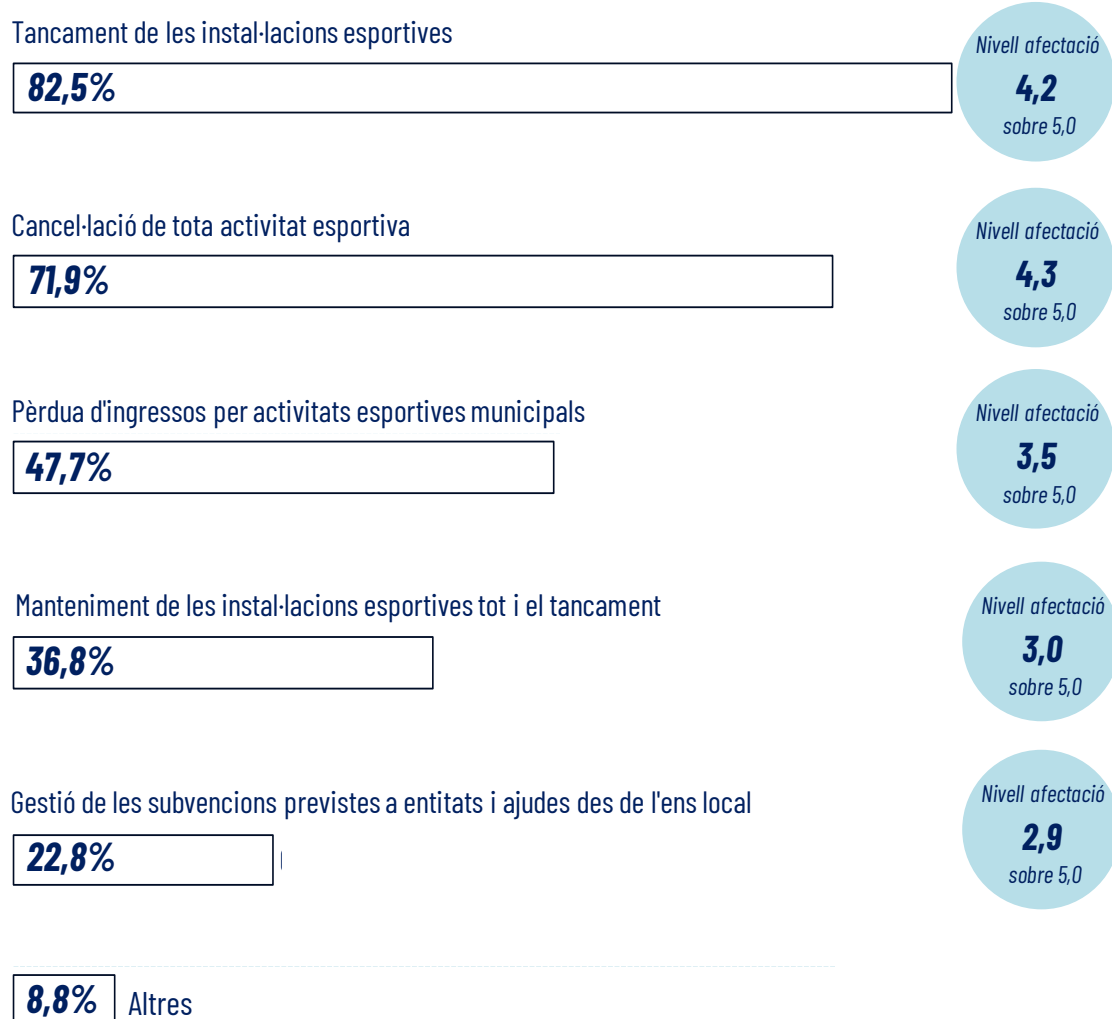 Tancament de les instal·lacions esportives
82,5%
Nivell afectació
4,2
sobre 5,0
Cancel·lació de tota activitat esportiva
71,9%
Nivell afectació
4,3
sobre 5,0
Pèrdua d'ingressos per activitats esportives municipals
47,7%
Nivell afectació
3,5
sobre 5,0
Manteniment de les instal·lacions esportives tot i el tancament
36,8%
Nivell afectació
3,0
sobre 5,0
Gestió de les subvencions previstes a entitats i ajudes des de l'ens local
22,8%
Nivell afectació
2,9
sobre 5,0
8,8% Altres